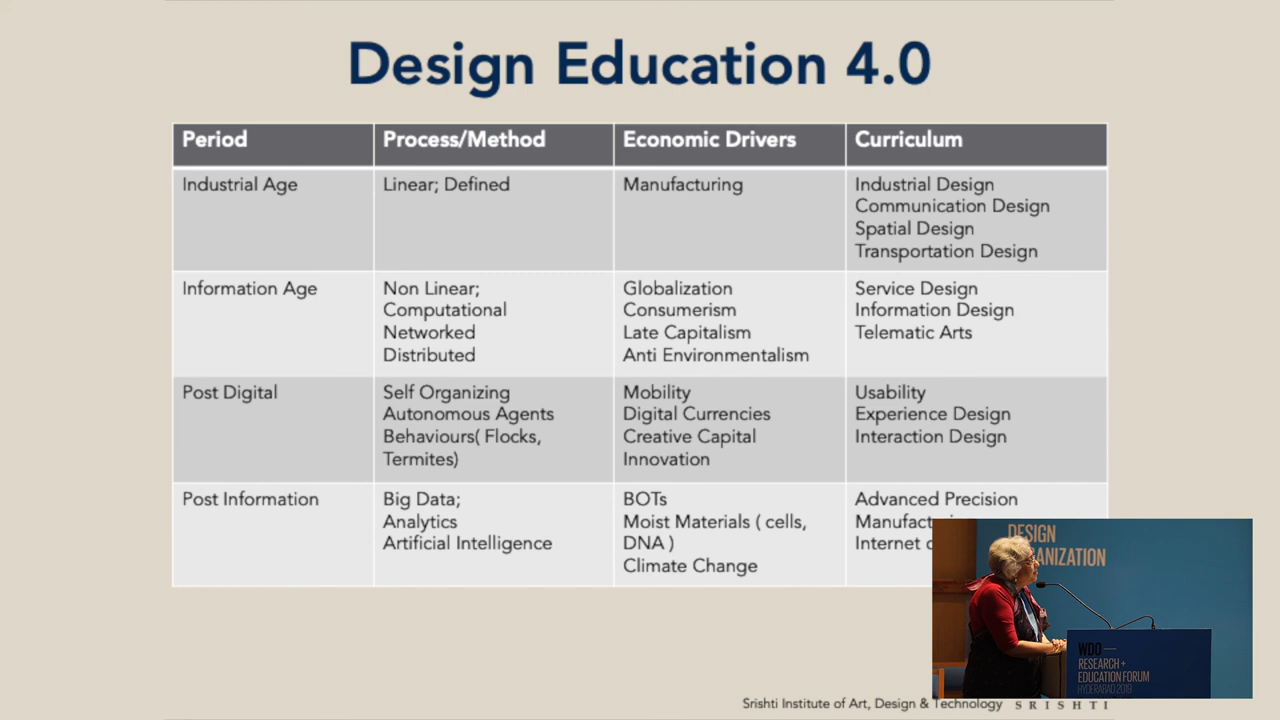 Design Education 4.0
Period
Process/Method
Economic Drivers
Curriculum
Industrial Age
Linear; Defined
Manufacturing
Industrial Design
Communication Design
Spatial Design
Transportation Design
Information Age
Non Linear;
Computational
Networked
Distributed
Globalization
Consumerism
Late Capitalism
Anti Environmentalism
Service Design
Information Design
Telematic Arts
Post Digital
Self Organizing
Autonomous Agents
Behaviours( Flocks,
Termites)
Mobility
Digital Currencies
Creative Capital
Innovation
Usability
Experience Design
Interaction Design
Post Information
Big Data;
Analytics
Artificial Intelligence
BOTs
Moist Materials ( cells,
DNA )
Climate Change
Advanced Precision
Internet
DESIGN
WDO
RESEARCH +
EDUCATION FORUM
HYDERABAD 2019
Srishti Institute of Art, Design & Technology
SRISHTI